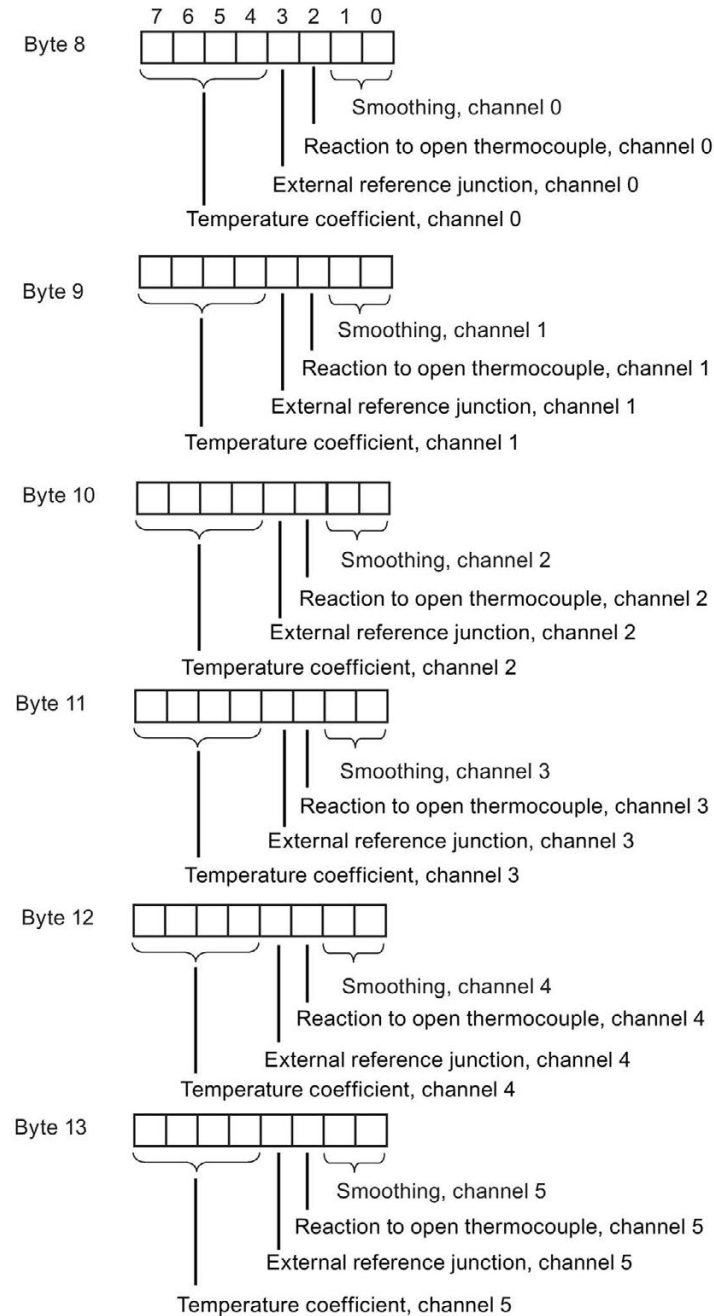 7 6 5 4 3 2 1 0
Byte 8
Smoothing, channel 0
Reaction to open thermocouple, channel 0
External reference junction, channel 0
Temperature coefficient, channel 0
Byte 9
Smoothing, channel 1
Reaction to open thermocouple, channel 1
External reference junction, channel 1
Temperature coefficient, channel 1
Byte 10
Smoothing, channel 2
Reaction to open thermocouple, channel 2
External reference junction, channel 2
Temperature coefficient, channel 2
Byte 11
Smoothing, channel 3
Reaction to open thermocouple, channel 3
External reference junction, channel 3
Temperature coefficient, channel 3
Byte 12
Smoothing, channel 4
Reaction to open thermocouple, channel 4
External reference junction, channel 4
Temperature coefficient, channel 4
Byte 13
Smoothing, channel 5
Reaction to open thermocouple, channel 5
External reference junction, channel 5
Temperature coefficient, channel 5